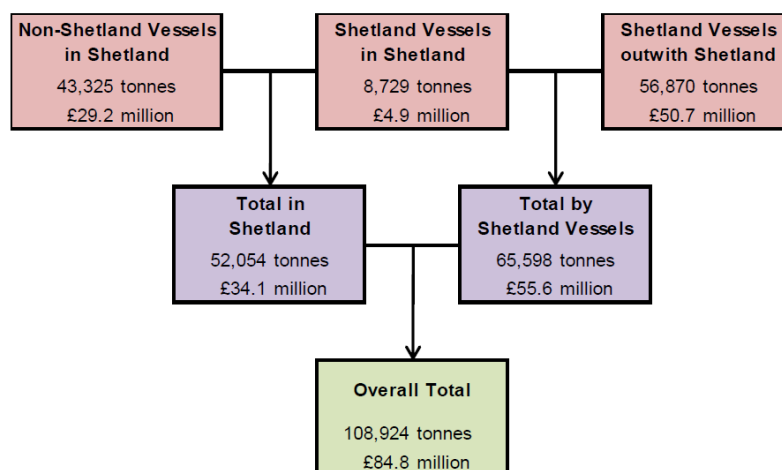 Non-Shetland Vessels
in Shetland
43,325 tonnes
£29.2 million
Shetland Vessels
in Shetland
8,729 tonnes
£4.9 million
Shetland Vessels
outwith Shetland
56,870 tonnes
£50.7 million
Total in
Shetland
52,054 tonnes
£34.1 million
Total by
Shetland Vessels
65,598 tonnes
£55.6 million
Overall Total
108,924 tonnes
£84.8 million